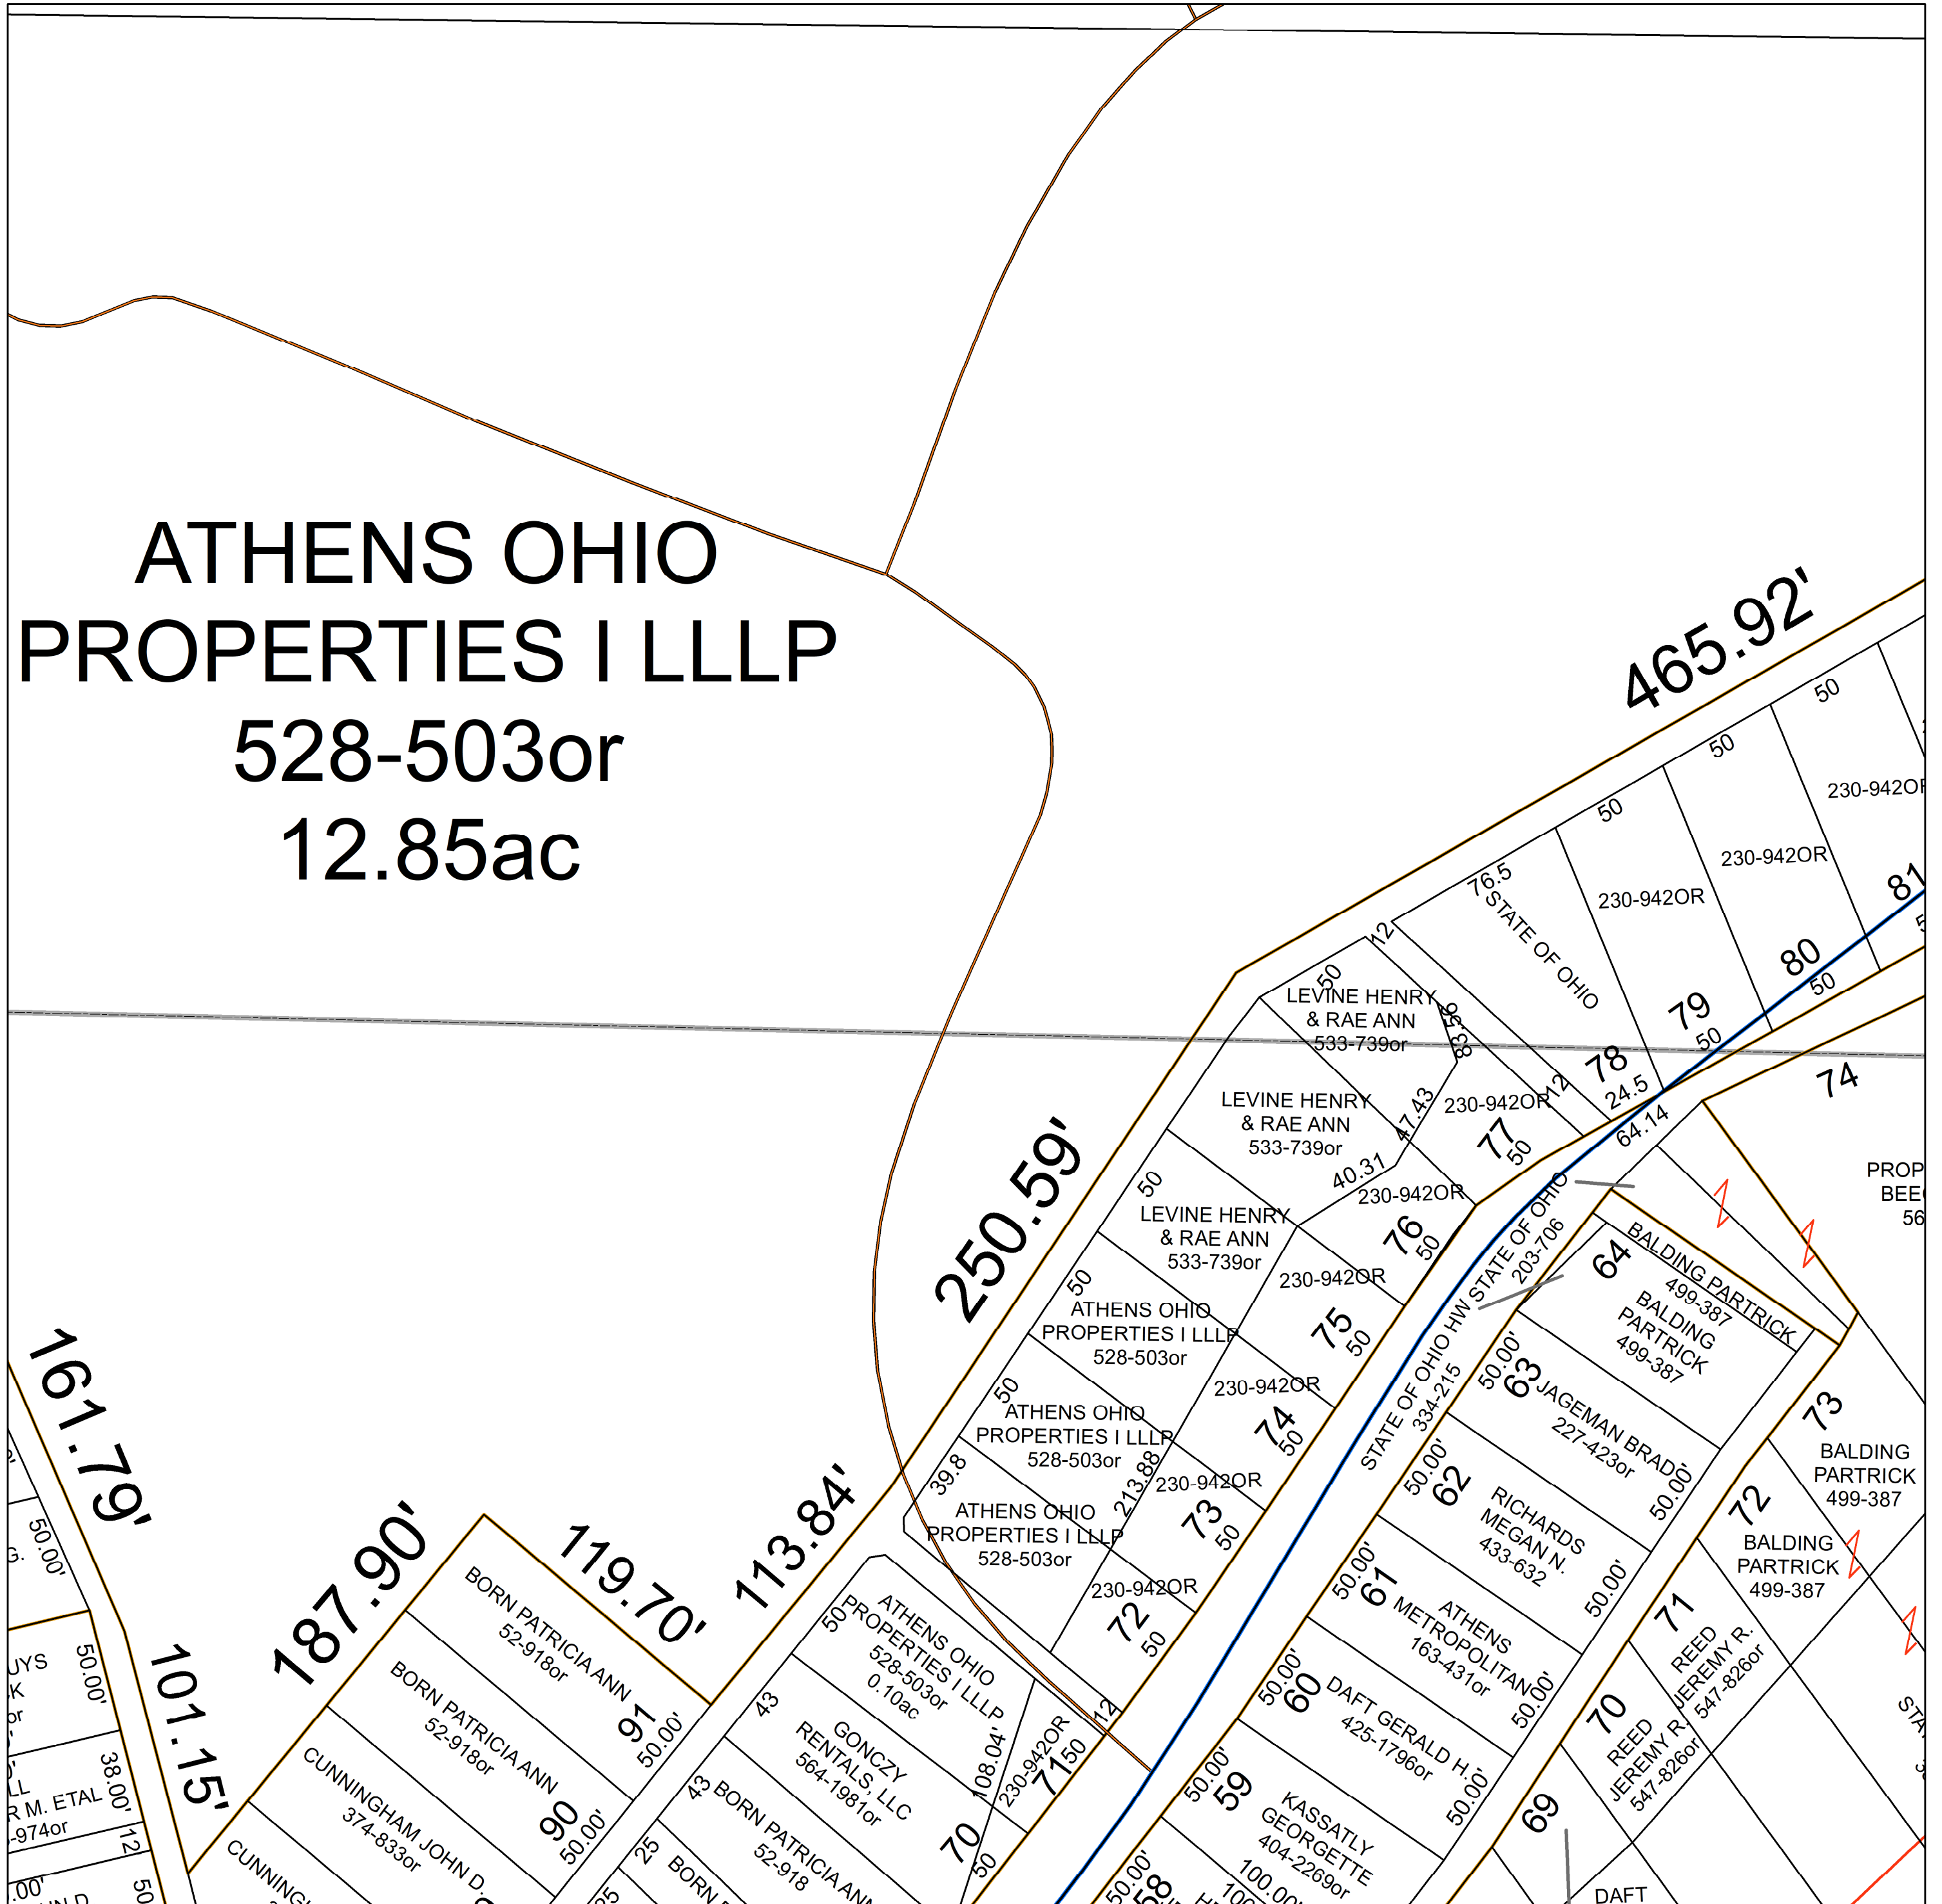 ATHENS OHIO
PROPERTIES I LLLP
528-503or
12.85ac
465.92'
50
50
50
76.5
12
STATE OF OHIO
230-942OR
230-942OR
81
80
50
79
50
78
24.5
12
64.14
74
50
LEVINE HENRY
& RAE ANN
533-739or
83.56
47.43
40.31
230-942OR
77
50
LEVINE HENRY
& RAE ANN
533-739or
230-942OR
76
50
50
LEVINE HENRY
& RAE ANN
533-739or
230-942OR
75
50
50
ATHENS OHIO
PROPERTIES I LLLP
528-503or
230-942OR
74
50
50
ATHENS OHIO
PROPERTIES I LLLP
528-503or
213.88
230-942OR
73
50
39.8
ATHENS OHIO
PROPERTIES I LLLP
528-503or
230-942OR
72
50
12
250.59'
113.84'
119.70'
187.90'
161.79'
101.15'
STATE OF OHIO
203-706
STATE OF OHIO HW
334-215
BALDING PARTRICK
499-387
64
BALDING
PARTRICK
499-387
50.00'
63
JAGEMAN BRAD
227-423or
50.00'
50.00'
62
RICHARDS
MEGAN N.
433-632
50.00'
50.00'
61
ATHENS
METROPOLITAN
163-431or
50.00'
50.00'
60
DAFT GERALD H.
425-1796or
50.00'
50.00'
59
KASSATLY
GEORGETTE
404-2269or
100.00'
50.00'
58
73
BALDING
PARTRICK
499-387
72
BALDING
PARTRICK
499-387
71
REED
JEREMY R.
547-826or
70
REED
JEREMY R.
547-826or
69
DAFT
BORN PATRICIA ANN
52-918or
91
50.00'
BORN PATRICIA ANN
52-918or
90
50.00'
CUNNINGHAM JOHN D.
374-833or
50
ATHENS OHIO
PROPERTIES I LLLP
528-503or
0.10ac
108.04'
230-942OR
71
50
43
GONCZY
RENTALS, LLC
564-1981or
70
50
43
BORN PATRICIA ANN
52-918
25
BORN
50.00'
50.00'
38.00'
R M. ETAL
-974or
12
50